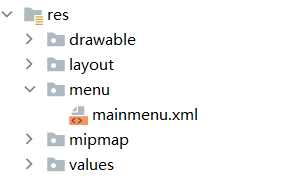 res
drawable
layout
menu
mainmenu.xml
mipmap
values